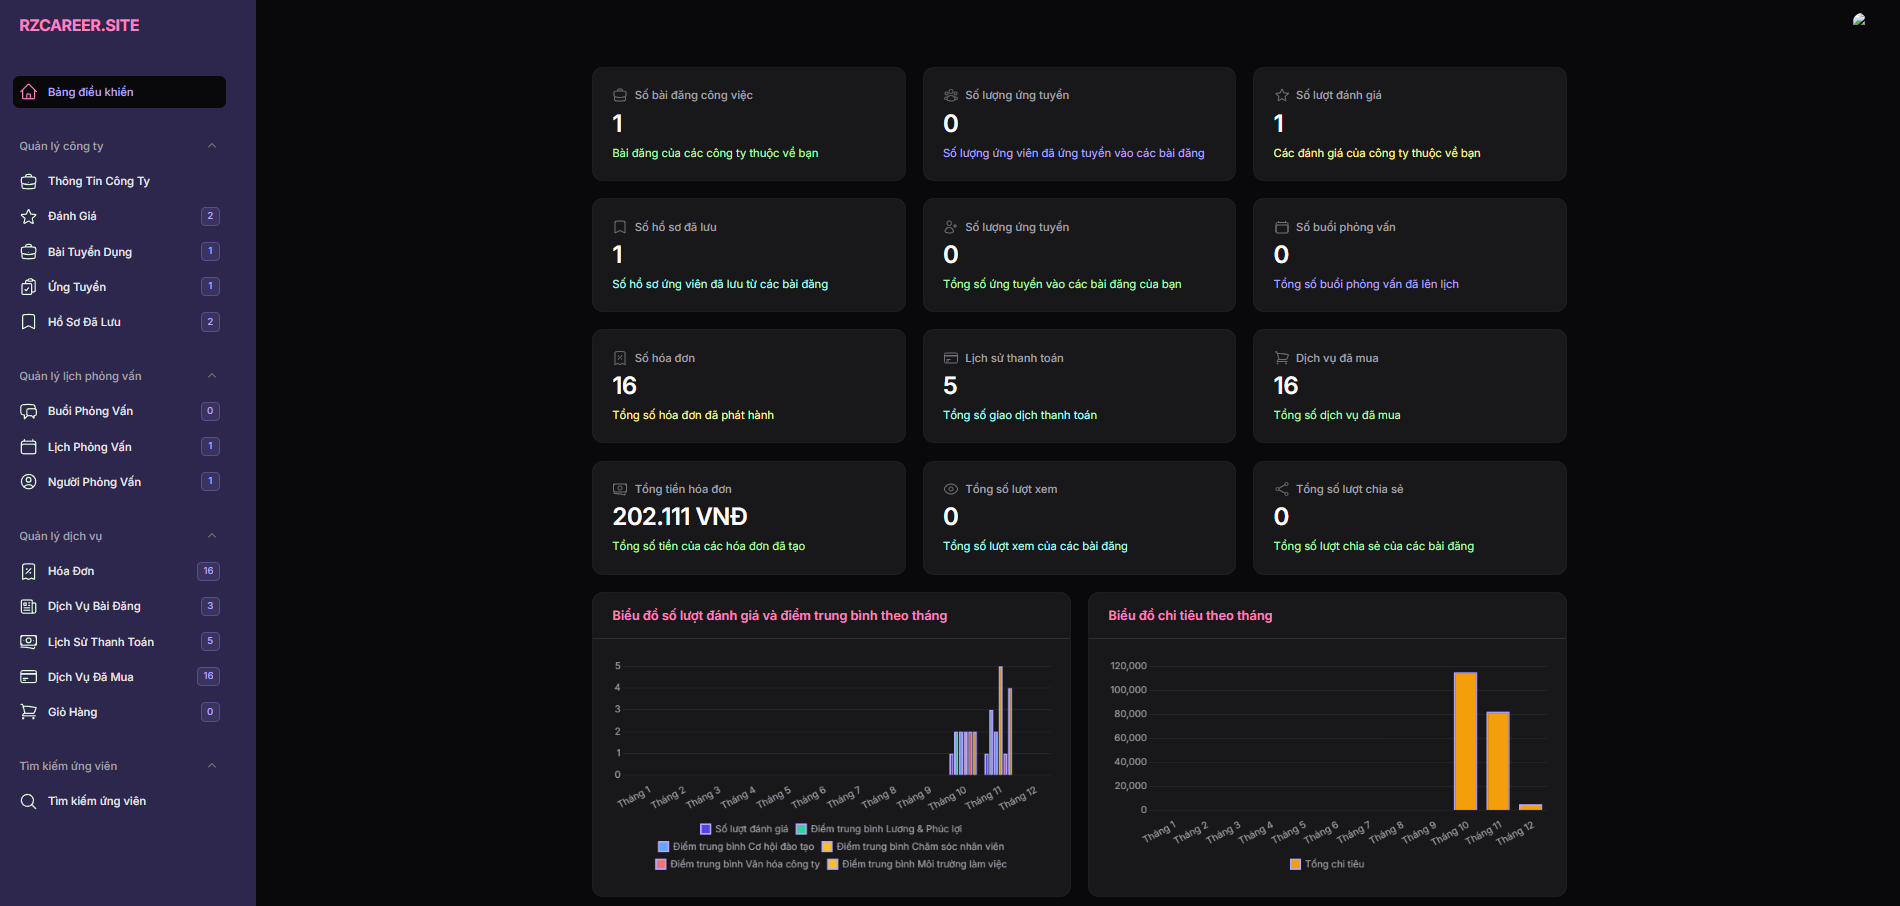 RZCAREER.SITE
Bảng điều khiển
Quản lý công ty
Thông Tin Công Ty
Đánh Giá 2
Bài Tuyển Dụng 1
Ứng Tuyển 1
Hồ Sơ Đã Lưu 2
Quản lý lịch phỏng vấn
Buổi Phỏng Vấn 0
Lịch Phỏng Vấn 1
Người Phỏng Vấn 1
Quản lý dịch vụ
Hóa Đơn 16
Dịch Vụ Bài Đăng 3
Lịch Sử Thanh Toán 5
Dịch Vụ Đã Mua 16
Giỏ Hàng 0
Tìm kiếm ứng viên
Tìm kiếm ứng viên
Số bài đăng công việc
1
Bài đăng của các công ty thuộc về bạn
Số lượng ứng tuyển
0
Số lượng ứng viên đã ứng tuyển vào các bài đăng
Số lượt đánh giá
1
Các đánh giá của công ty thuộc về bạn
Số hồ sơ đã lưu
1
Số hồ sơ ứng viên đã lưu từ các bài đăng
Số lượng ứng tuyển
0
Tổng số ứng tuyển vào các bài đăng của bạn
Số buổi phỏng vấn
0
Tổng số buổi phỏng vấn đã lên lịch
Số hóa đơn
16
Tổng số hóa đơn đã phát hành
Lịch sử thanh toán
5
Tổng số giao dịch thanh toán
Dịch vụ đã mua
16
Tổng số dịch vụ đã mua
Tổng tiền hóa đơn
202.111 VNĐ
Tổng số tiền của các hóa đơn đã tạo
Tổng số lượt xem
0
Tổng số lượt xem của các bài đăng
Tổng số lượt chia sẻ
0
Tổng số lượt chia sẻ của các bài đăng
Biểu đồ số lượt đánh giá và điểm trung bình theo tháng
5
4
3
2
1
0
Tháng 1 Tháng 2 Tháng 3 Tháng 4 Tháng 5 Tháng 6 Tháng 7 Tháng 8 Tháng 9 Tháng 10 Tháng 11 Tháng 12
Số lượt đánh giá Điểm trung bình Lương & Phúc lợi
Điểm trung bình Cơ hội đào tạo Điểm trung bình Chăm sóc nhân viên
Điểm trung bình Văn hóa công ty Điểm trung bình Môi trường làm việc
Biểu đồ chi tiêu theo tháng
120,000
100,000
80,000
60,000
40,000
20,000
0
Tháng 1 Tháng 2 Tháng 3 Tháng 4 Tháng 5 Tháng 6 Tháng 7 Tháng 8 Tháng 9 Tháng 10 Tháng 11 Tháng 12
Tổng chi tiêu